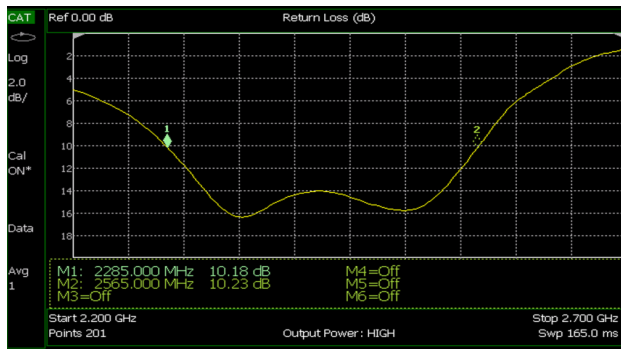 CAT Ref 0.00 dB Return Loss (dB)
Log
2.0
dB/
Cal
ON*
Data
Avg
1
2
4
6
8
10
14
16
18
1
2
M1: 2285.000 MHz 10.18 dB M4=Off
M2: 2565.000 MHz 10.23 dB M5=Off
M3=Off M6=Off
Start 2.200 GHz Stop 2.700 GHz
Points 201 Output Power: HIGH Swp 165.0 ms